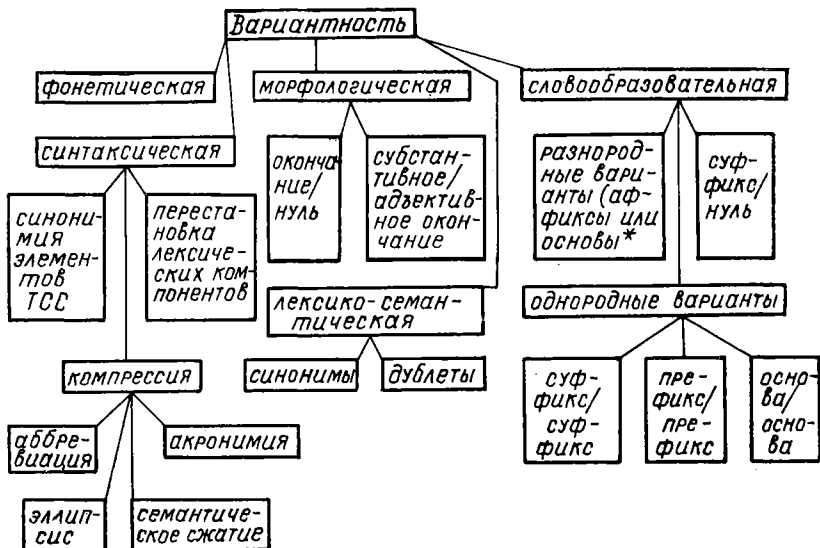 Вариантность
фонетическая
морфологическая
словообразовательная
синтаксическая
оконча-
ние/
нуль
субстан-
тивное/
адъективн-
ное окон-
чание
разнород-
ные вари-
анты (аф-
фиксы или
основы*
суф-
фикс/
нуль
синони-
мия
элемен-
тов
ТСС
переста-
новка
лексиче-
ских ком-
понентов
лексико-семан-
тическая
однородные варианты
компрессия
синонимы
дублеты
суф-
фикс/
суф-
фикс
пре-
фикс/
пре-
фикс
осно-
ва/
осно-
ва
аббре-
виация
акронимия
эллип-
сис
семантиче-
ское сжатие